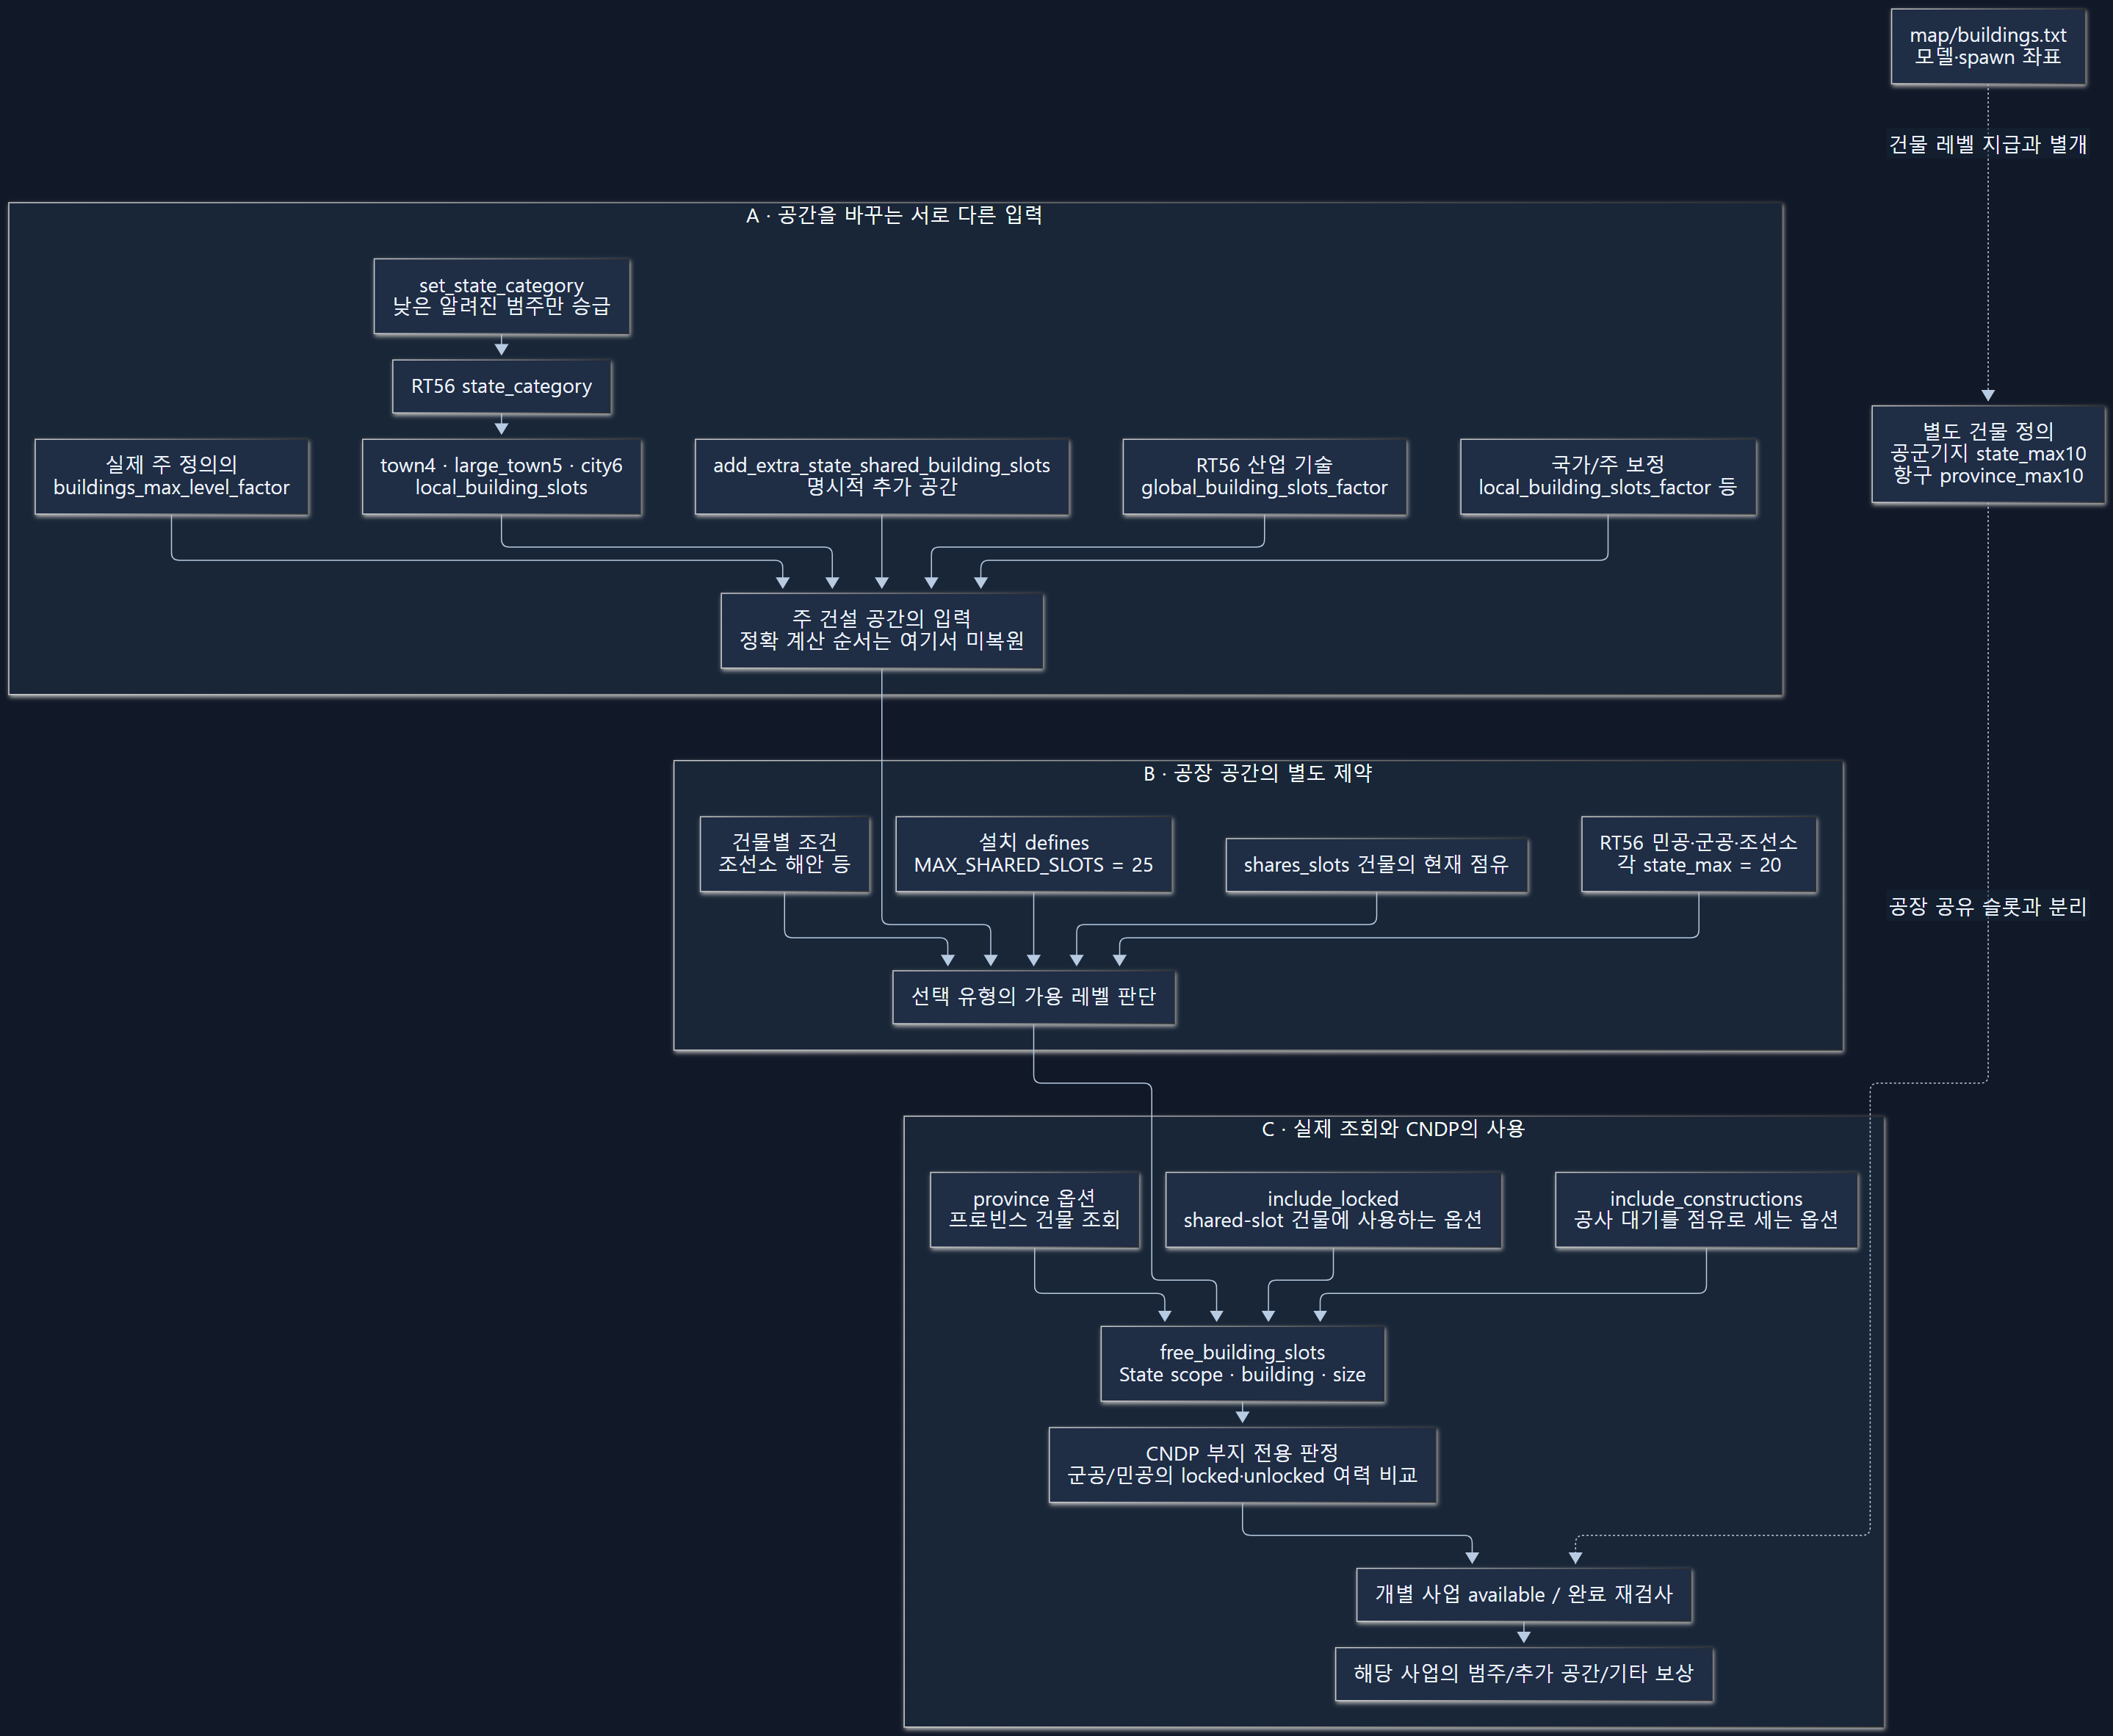 map/buildings.txt
모델·spawn 좌표
건물 레벨 지급과 별개
A · 공간을 바꾸는 서로 다른 입력
set_state_category
낮은 알려진 범주만 승급
RT56 state_category
실제 주 정의의
buildings_max_level_factor
town4 · large_town5 · city6
local_building_slots
add_extra_state_shared_building_slots
명시적 추가 공간
RT56 산업 기술
global_building_slots_factor
국가/주 보정
local_building_slots_factor 등
별도 건물 정의
공군기지 state_max10
항구 province_max10
주 건설 공간의 입력
정확 계산 순서는 여기서 미복원
B · 공장 공간의 별도 제약
건물별 조건
조선소 해안 등
설치 defines
MAX_SHARED_SLOTS = 25
shares_slots 건물의 현재 점유
RT56 민공·군공·조선소
각 state_max = 20
공장 공유 슬롯과 분리
선택 유형의 가용 레벨 판단
C · 실제 조회와 CNDP의 사용
province 옵션
프로빈스 건물 조회
include_locked
shared-slot 건물에 사용하는 옵션
include_constructions
공사 대기를 점유로 세는 옵션
free_building_slots
State scope · building · size
CNDP 부지 전용 판정
군공/민공의 locked·unlocked 여력 비교
개별 사업 available / 완료 재검사
해당 사업의 범주/추가 공간/기타 보상